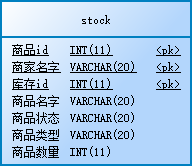 stock
商品id INT(11) <pk>
商家名字 VARCHAR(20) <pk>
库存id INT(11) <pk>
商品名字 VARCHAR(20)
商品状态 VARCHAR(20)
商品类型 VARCHAR(20)
商品数量 INT(11)